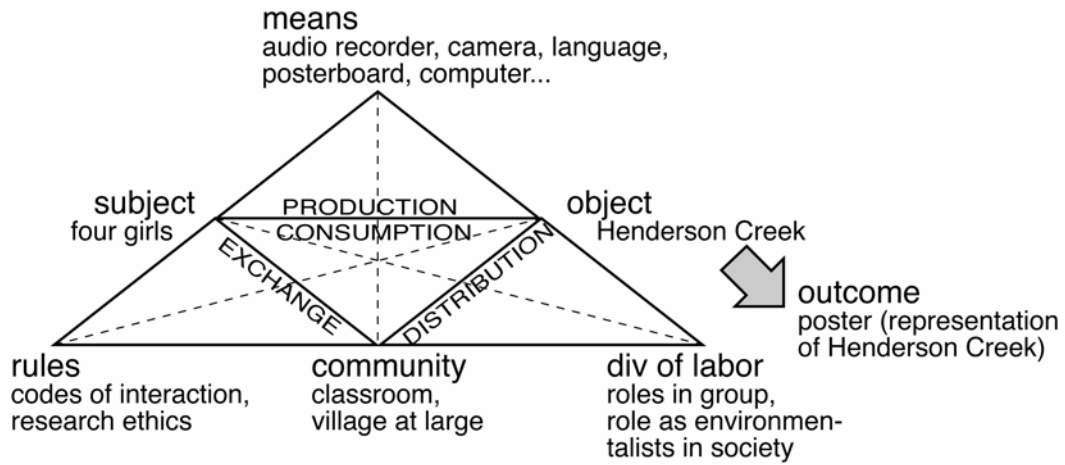 means
audio recorder, camera, language,
posterboard, computer...
subject
four girls
PRODUCTION
CONSUMPTION
object
Henderson Creek
EXCHANGE
DISTRIBUTION
outcome
poster (representation
of Henderson Creek)
rules
codes of interaction,
research ethics
community
classroom,
village at large
div of labor
roles in group,
role as environmen-
talists in society